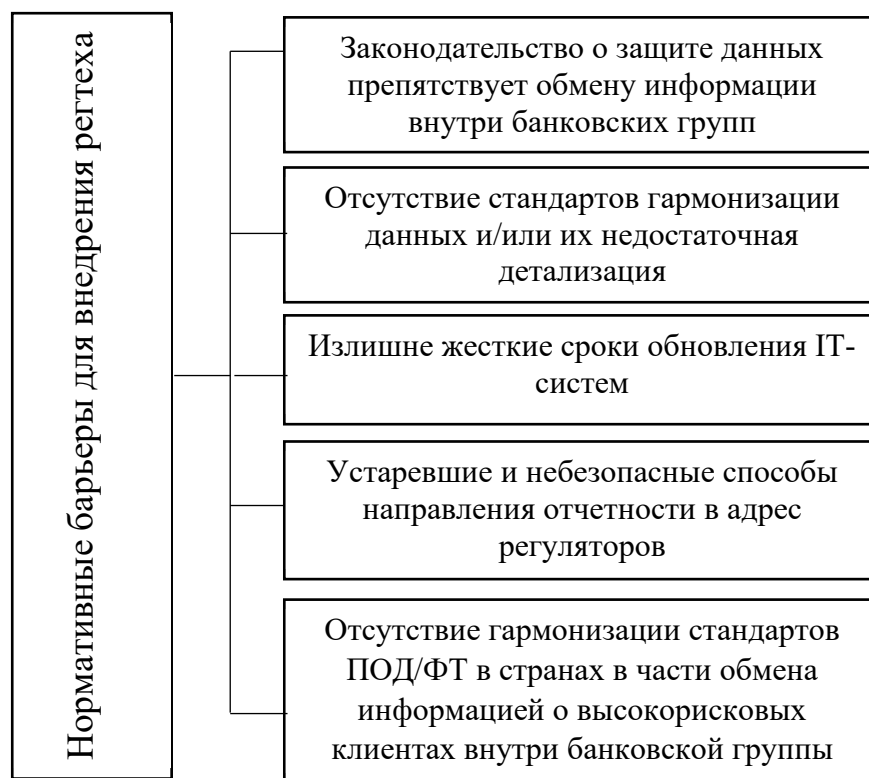 Нормативные барьеры для внедрения регтеха
Законодательство о защите данных
препятствует обмену информации
внутри банковских групп
Отсутствие стандартов гармонизации
данных и/или их недостаточная
детализация
Излишне жесткие сроки обновления IT-
систем
Устаревшие и небезопасные способы
направления отчетности в адрес
регуляторов
Отсутствие гармонизации стандартов
ПОД/ФТ в странах в части обмена
информацией о высокорисковых
клиентах внутри банковской группы